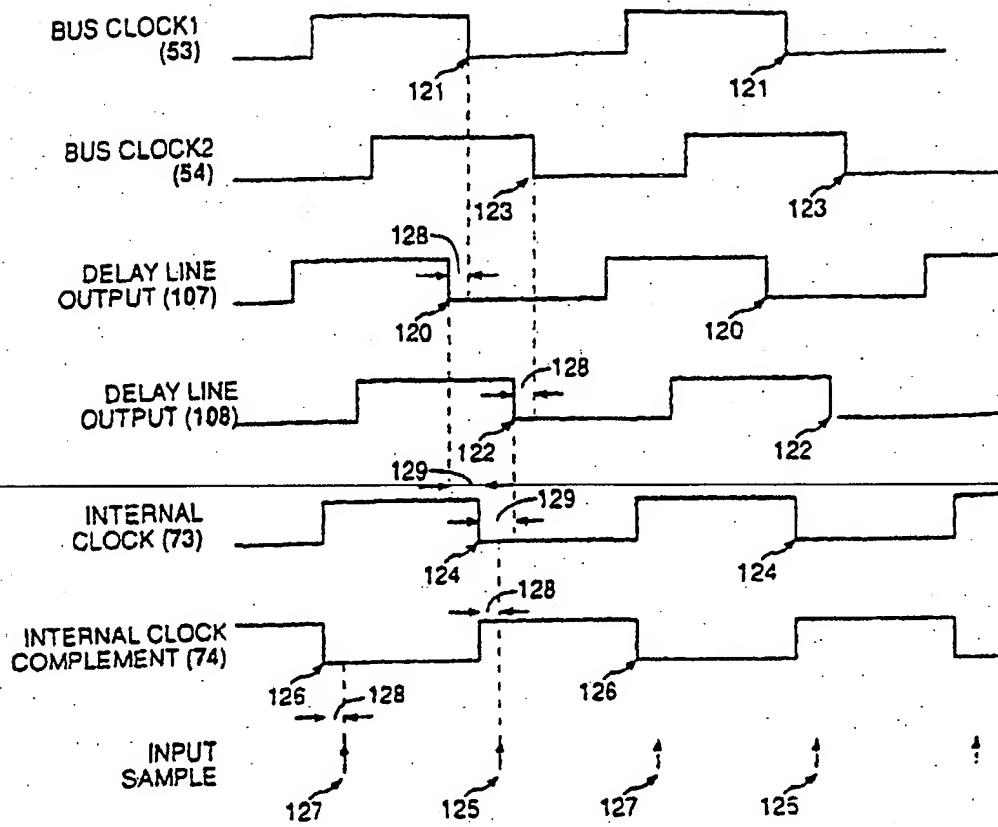 BUS CLOCK1
(53)
121
121
BUS CLOCK2
(54)
123
123
128
DELAY LINE
OUTPUT (107)
120
120
128
DELAY LINE
OUTPUT (108)
122
122
129
129
INTERNAL
CLOCK (73)
124
124
128
INTERNAL CLOCK
COMPLEMENT (74)
126
128
126
INPUT
SAMPLE
127
125
127
125